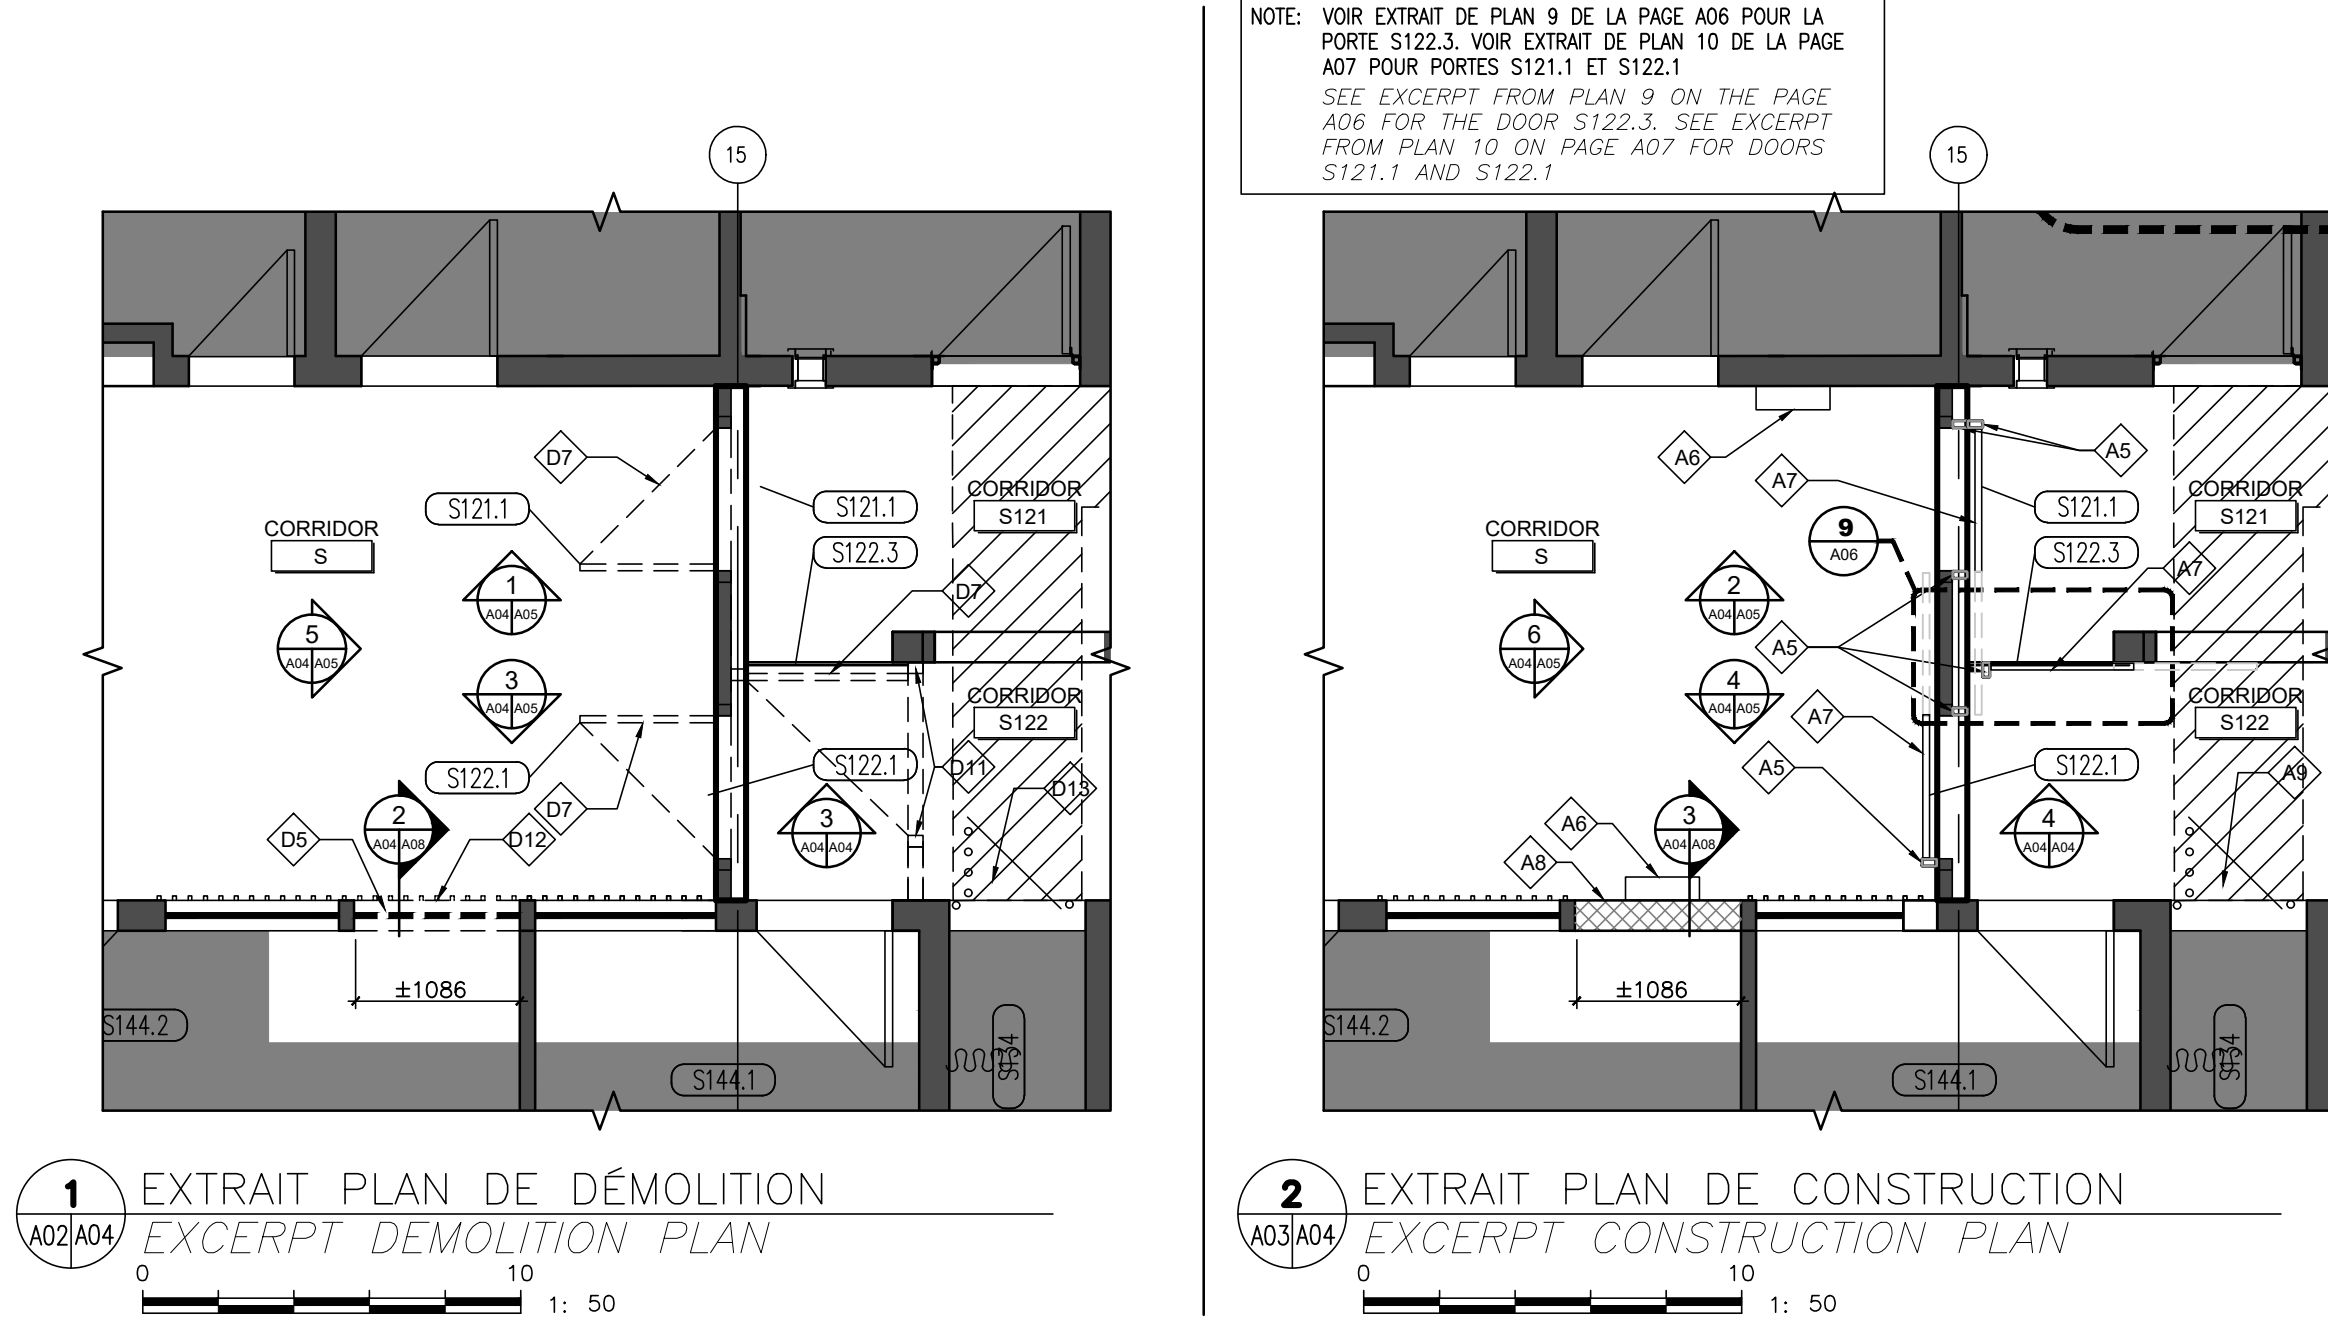 NOTE: VOIR EXTRAIT DE PLAN 9 DE LA PAGE A06 POUR LA
PORTE S122.3. VOIR EXTRAIT DE PLAN 10 DE LA PAGE
A07 POUR PORTES S121.1 ET S122.1
SEE EXCERPT FROM PLAN 9 ON THE PAGE
A06 FOR THE DOOR S122.3. SEE EXCERPT
FROM PLAN 10 ON PAGE A07 FOR DOORS
S121.1 AND S122.1
15
D7
S121.1
S121.1
CORRIDOR
S121
CORRIDOR
S
S122.3
1
A04 A05
D7
5
A04 A05
3
A04 A05
CORRIDOR
S122
S122.1
S122.1
D11
D13
D7
2
A04 A08
3
A04 A04
D5
D12
±1086
S144.2
S144.1
S134
1
A02 A04
EXTRAIT PLAN DE DÉMOLITION
EXCERPT DEMOLITION PLAN
0 10
1: 50
15
A6
A5
A7
CORRIDOR
S121
S121.1
CORRIDOR
S
9
A06
S122.3
A7
2
A04 A05
6
A04 A05
A5
4
A04 A05
CORRIDOR
S122
A7
A5
S122.1
A9
A6
3
A04 A08
4
A04 A04
A8
±1086
S144.2
S144.1
S134
2
A03 A04
EXTRAIT PLAN DE CONSTRUCTION
EXCERPT CONSTRUCTION PLAN
0 10
1: 50